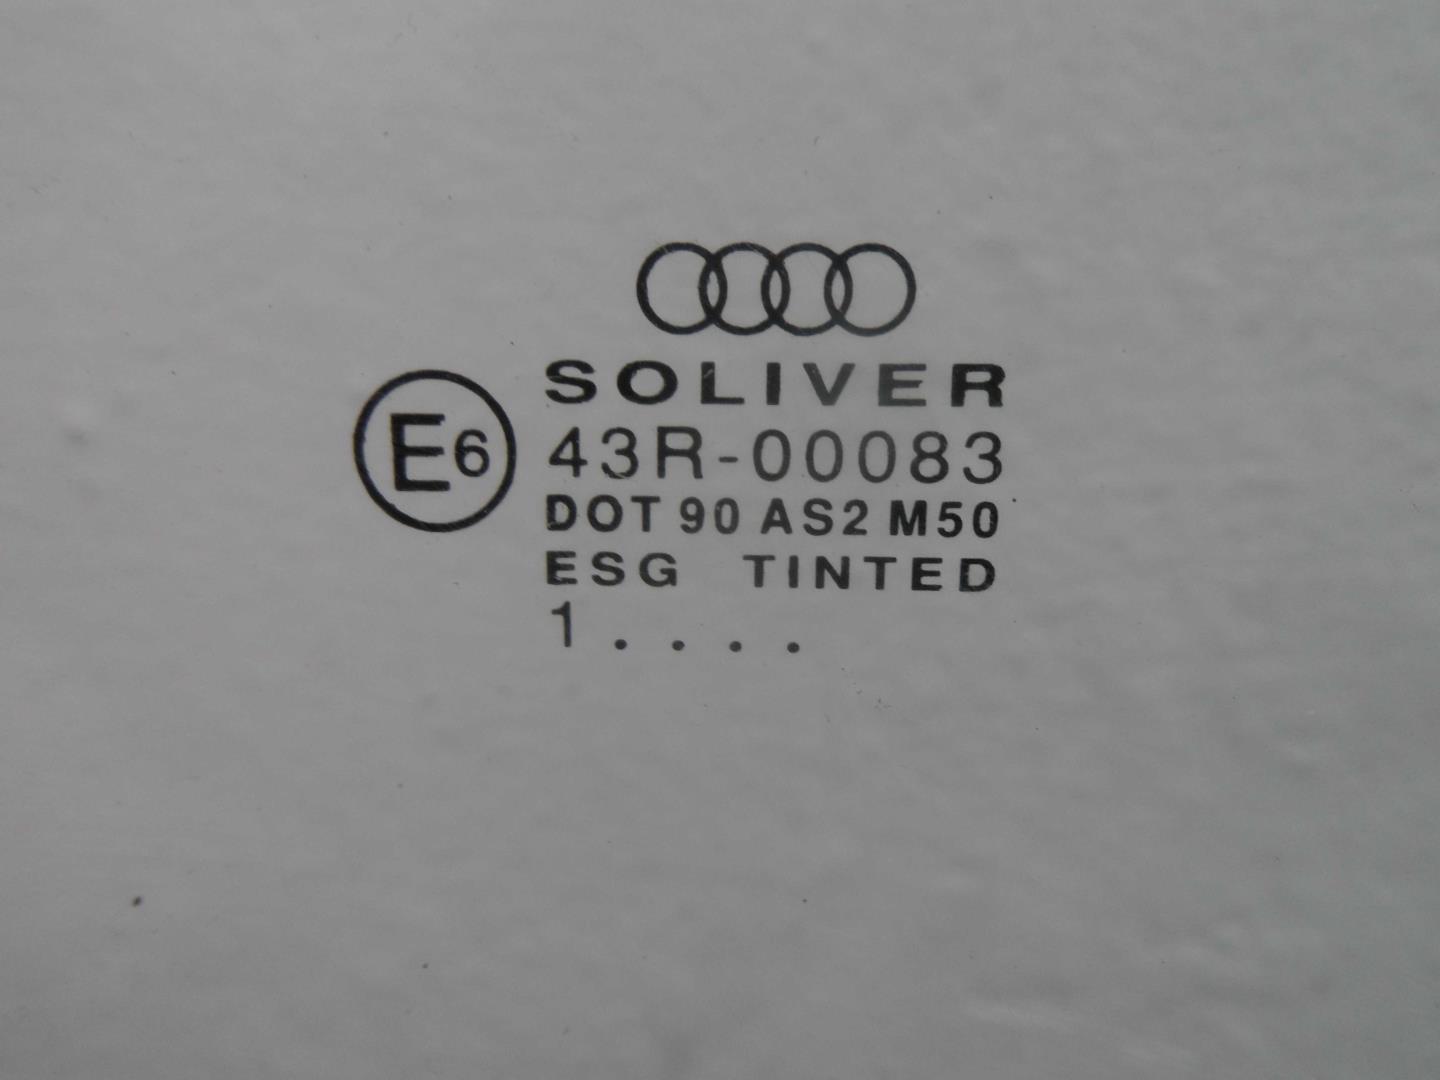 SOLIVER
E6 43R-00083
DOT 90 AS2 M50
ESG TINTED
1 . . . .